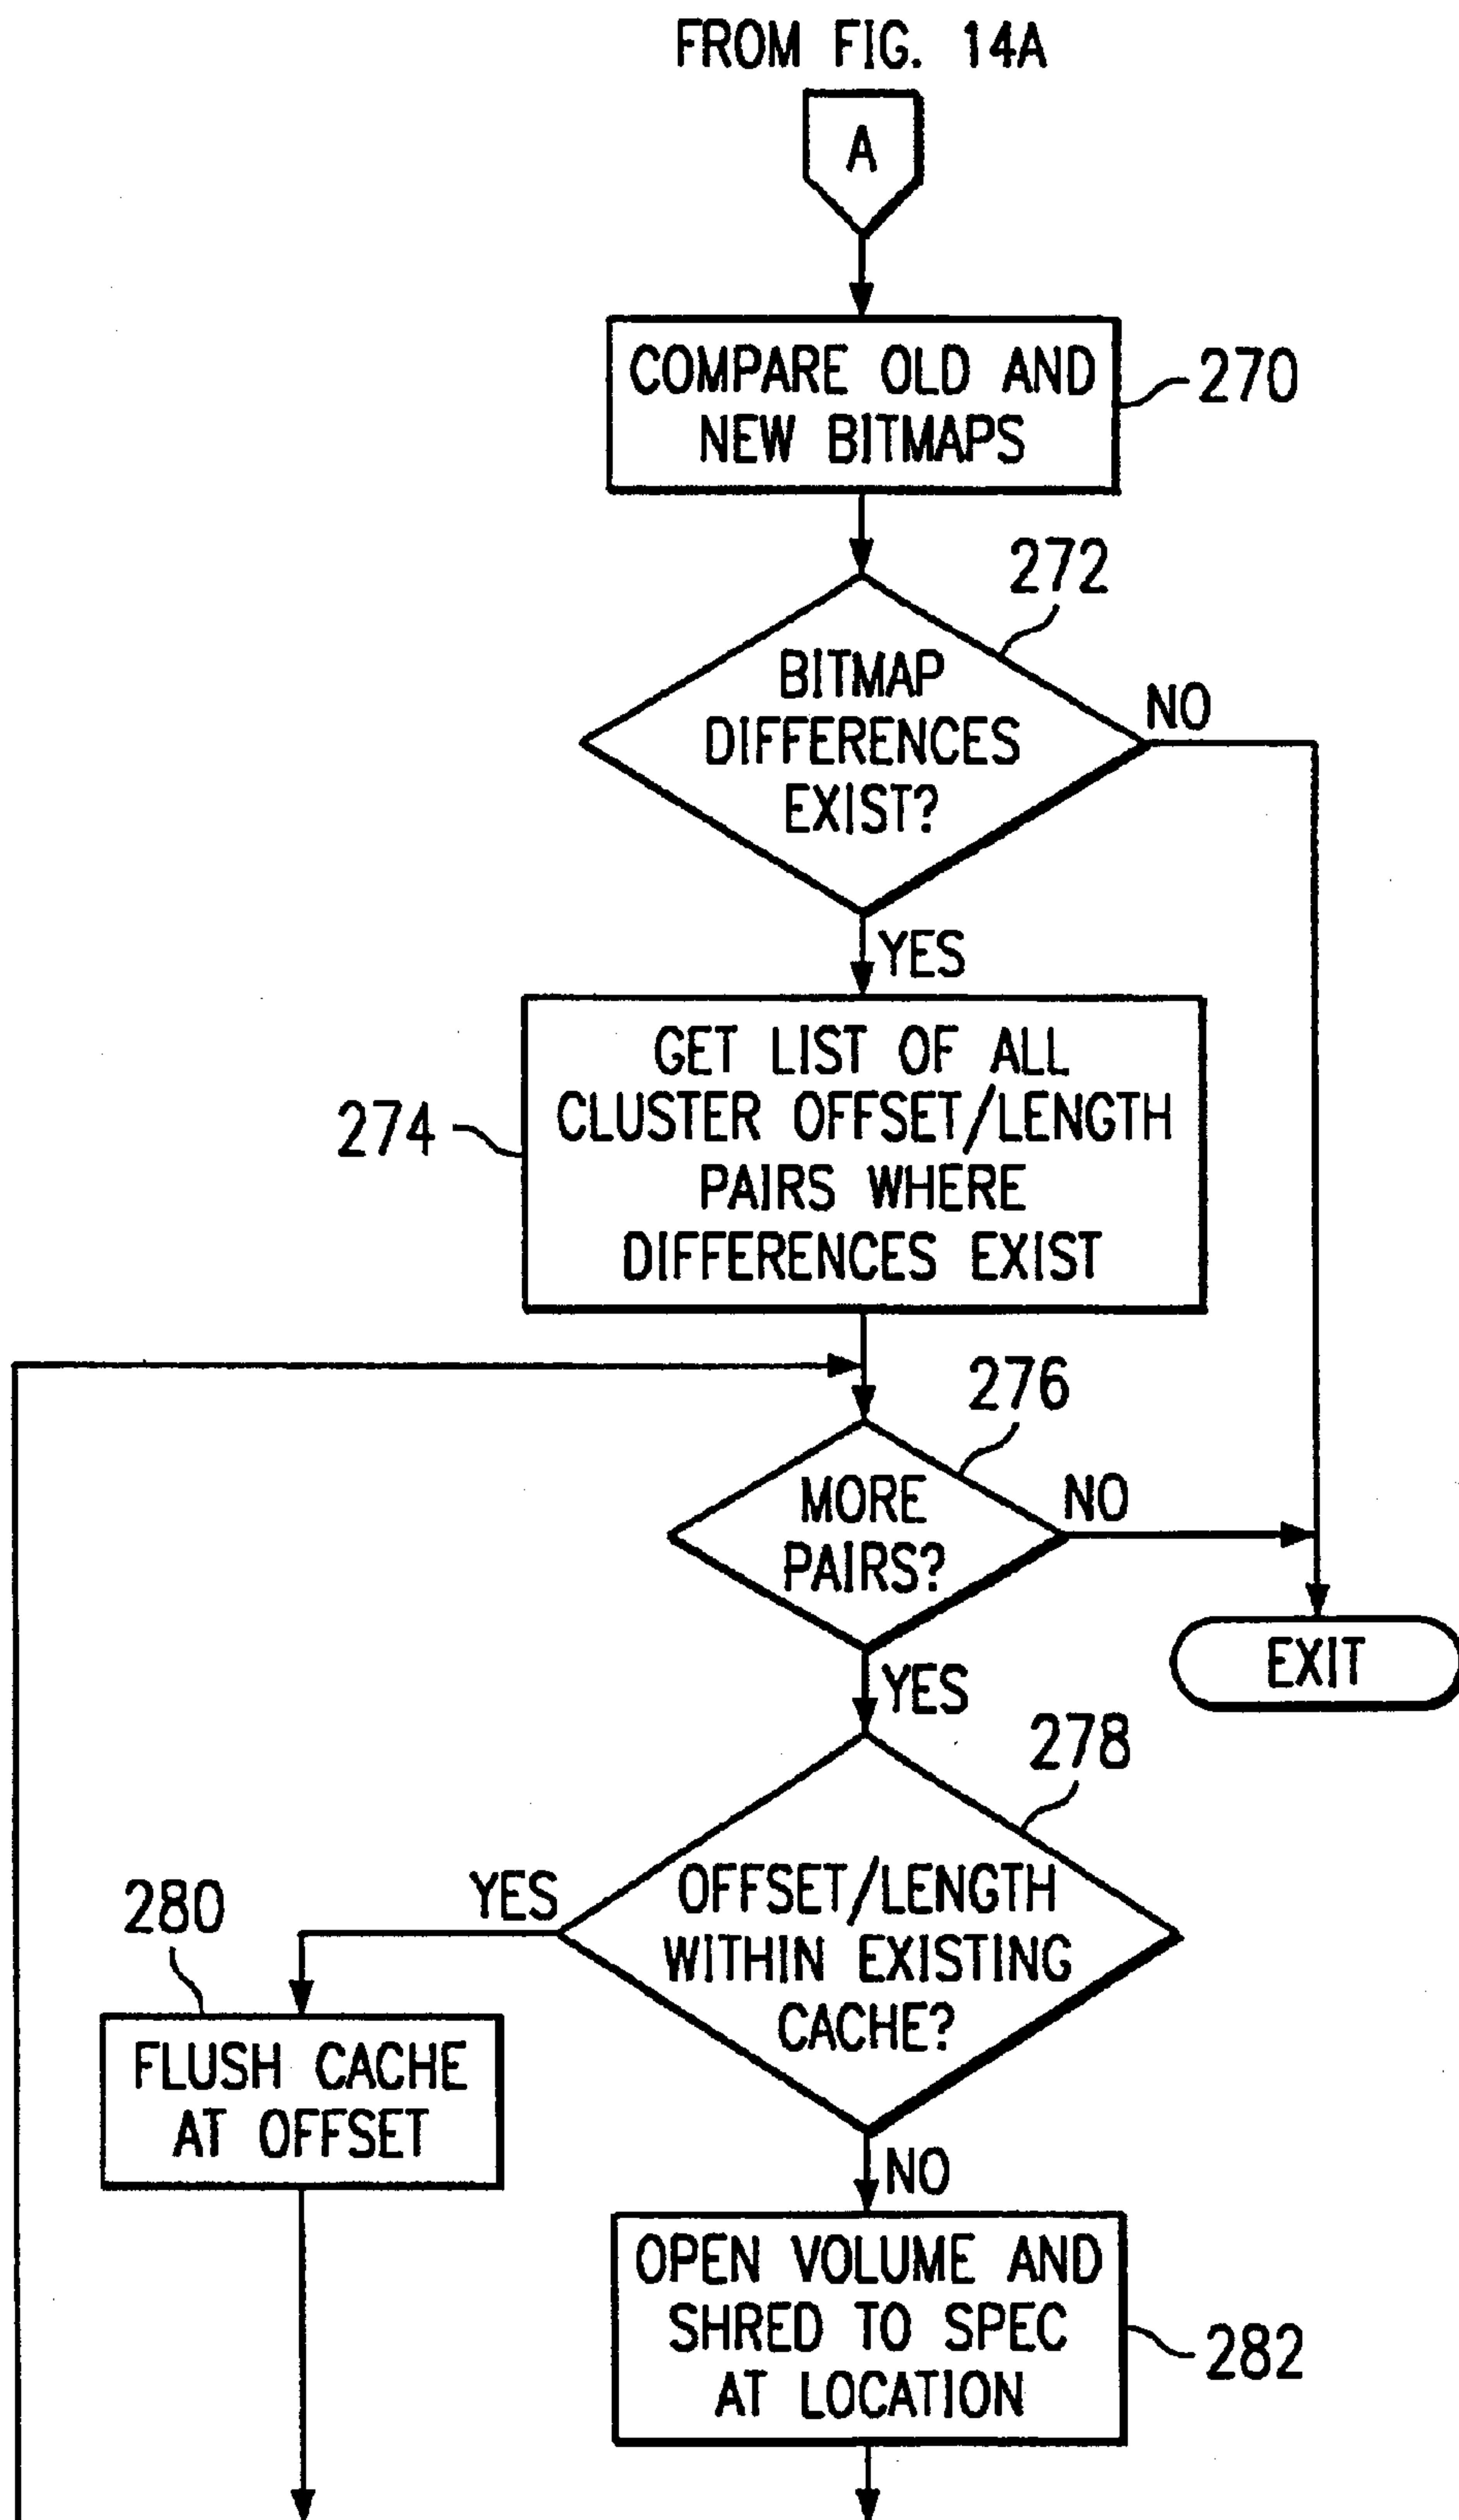 FROM FIG. 14A
A
COMPARE OLD AND
NEW BITMAPS
270
272
BITMAP
DIFFERENCES
EXIST?
NO
YES
GET LIST OF ALL
CLUSTER OFFSET/LENGTH
PAIRS WHERE
DIFFERENCES EXIST
274
276
MORE
PAIRS?
NO
EXIT
YES
278
OFFSET/LENGTH
WITHIN EXISTING
CACHE?
YES
280
FLUSH CACHE
AT OFFSET
NO
OPEN VOLUME AND
SHRED TO SPEC
AT LOCATION
282